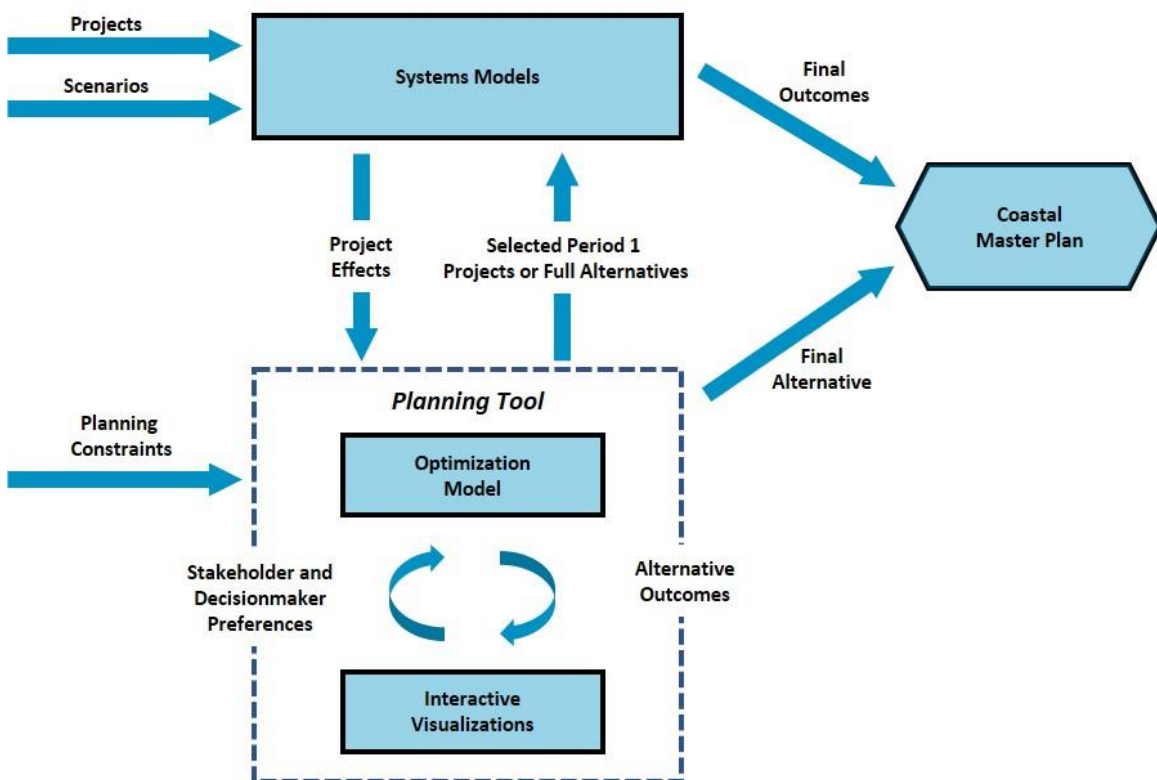 Projects
Scenarios
Systems Models
Final
Outcomes
Coastal
Master Plan
Project
Effects
Selected Period 1
Projects or Full Alternatives
Final
Alternative
Planning
Constraints
Planning Tool
Optimization
Model
Stakeholder and
Decisionmaker
Preferences
Alternative
Outcomes
Interactive
Visualizations